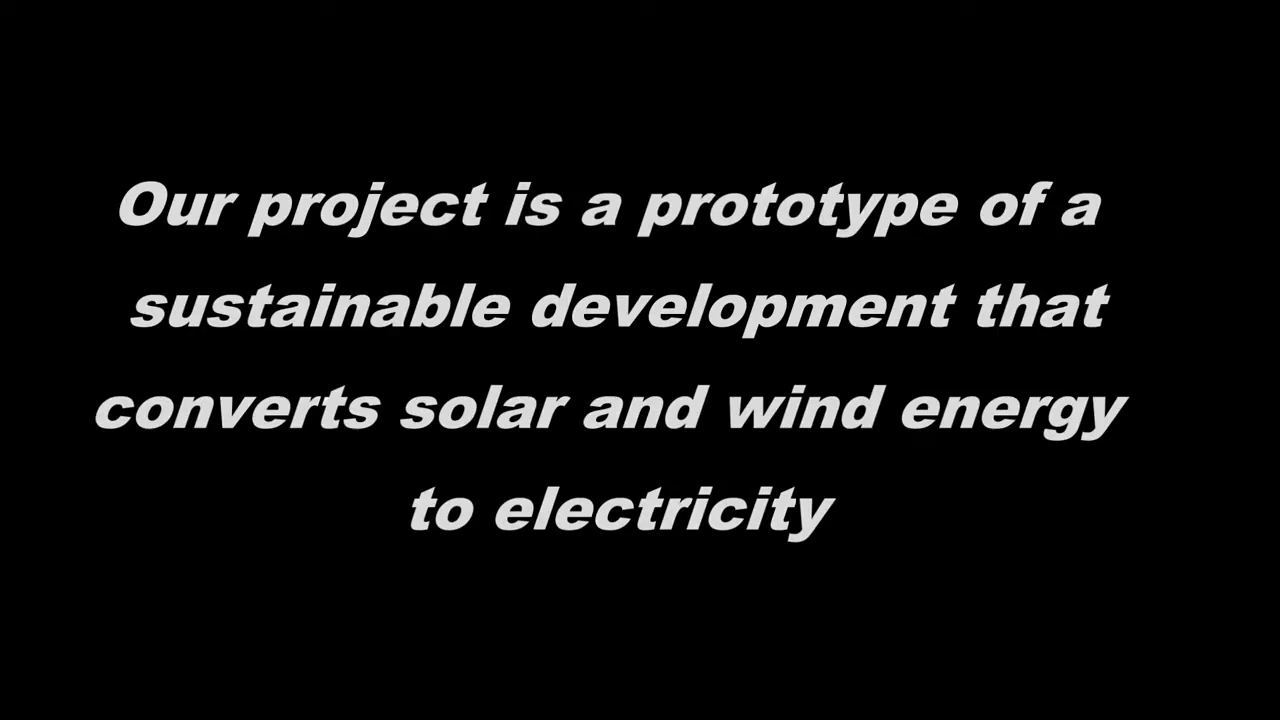 Our project is a prototype of a
sustainable development that
converts solar and wind energy
to electricity